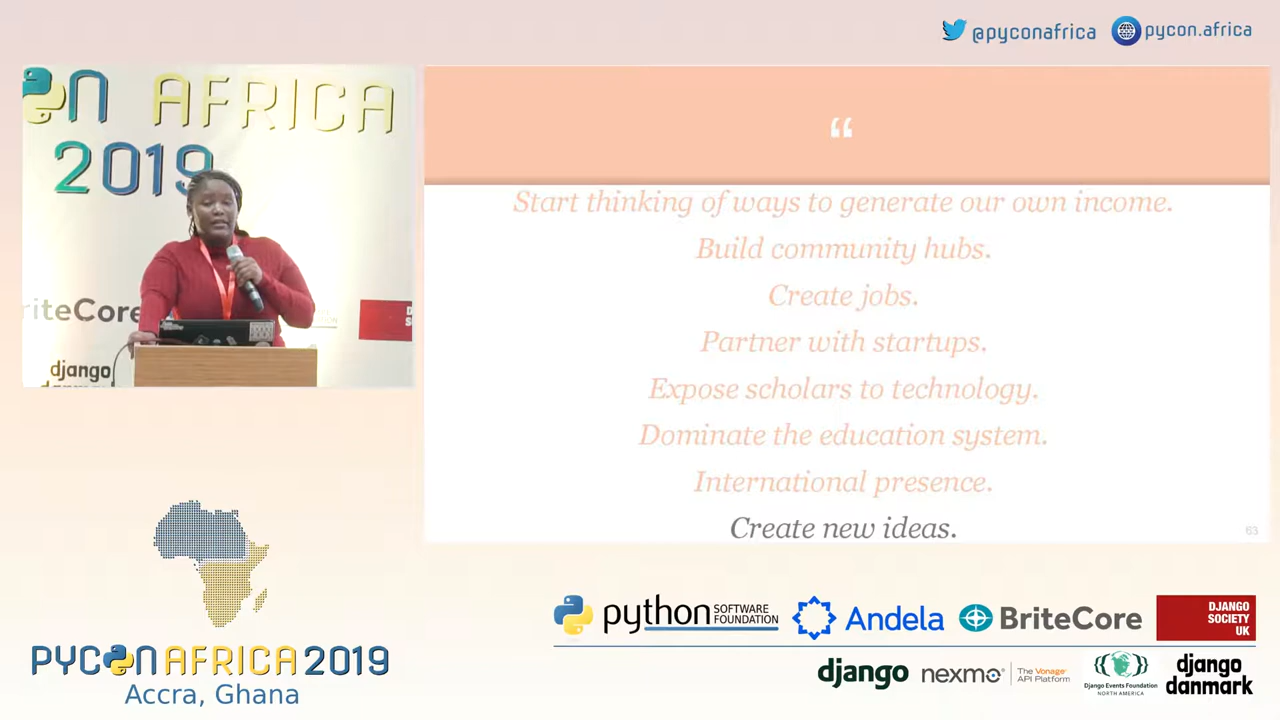 @pyconafrica
pycon.africa
ON AFRICA
2019
riteCore
django
“
Start thinking of ways to generate our own income.
Build community hubs.
Create jobs.
Partner with startups.
Expose scholars to technology.
Dominate the education system.
International presence.
Create new ideas.
63
PYCON AFRICA 2019
Accra, Ghana
python SOFTWARE
FOUNDATION
Andela
BriteCore
DJANGO
SOCIETY
UK
django
nexmo
The Vonage
API Platform
Django Events Foundation
NORTH AMERICA
django
danmark